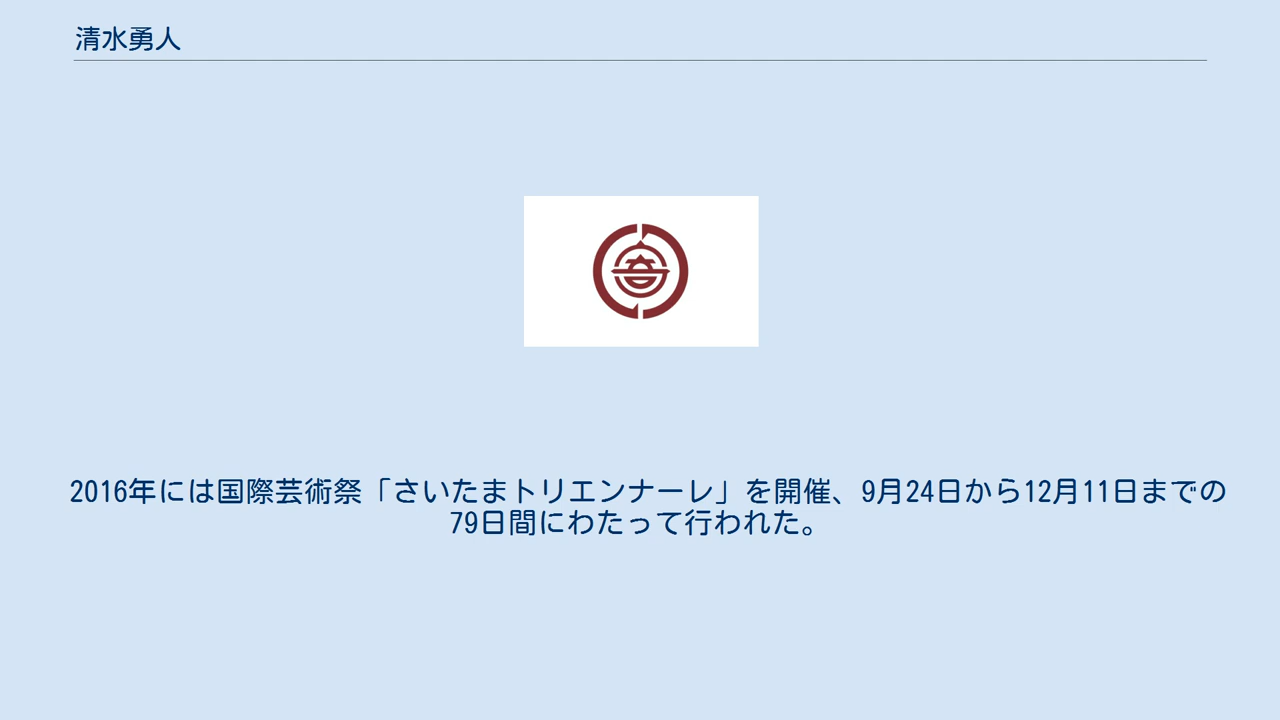 清水勇人
2016年には国際芸術祭「さいたまトリエンナーレ」を開催、9月24日から12月11日までの
79日間にわたって行われた。